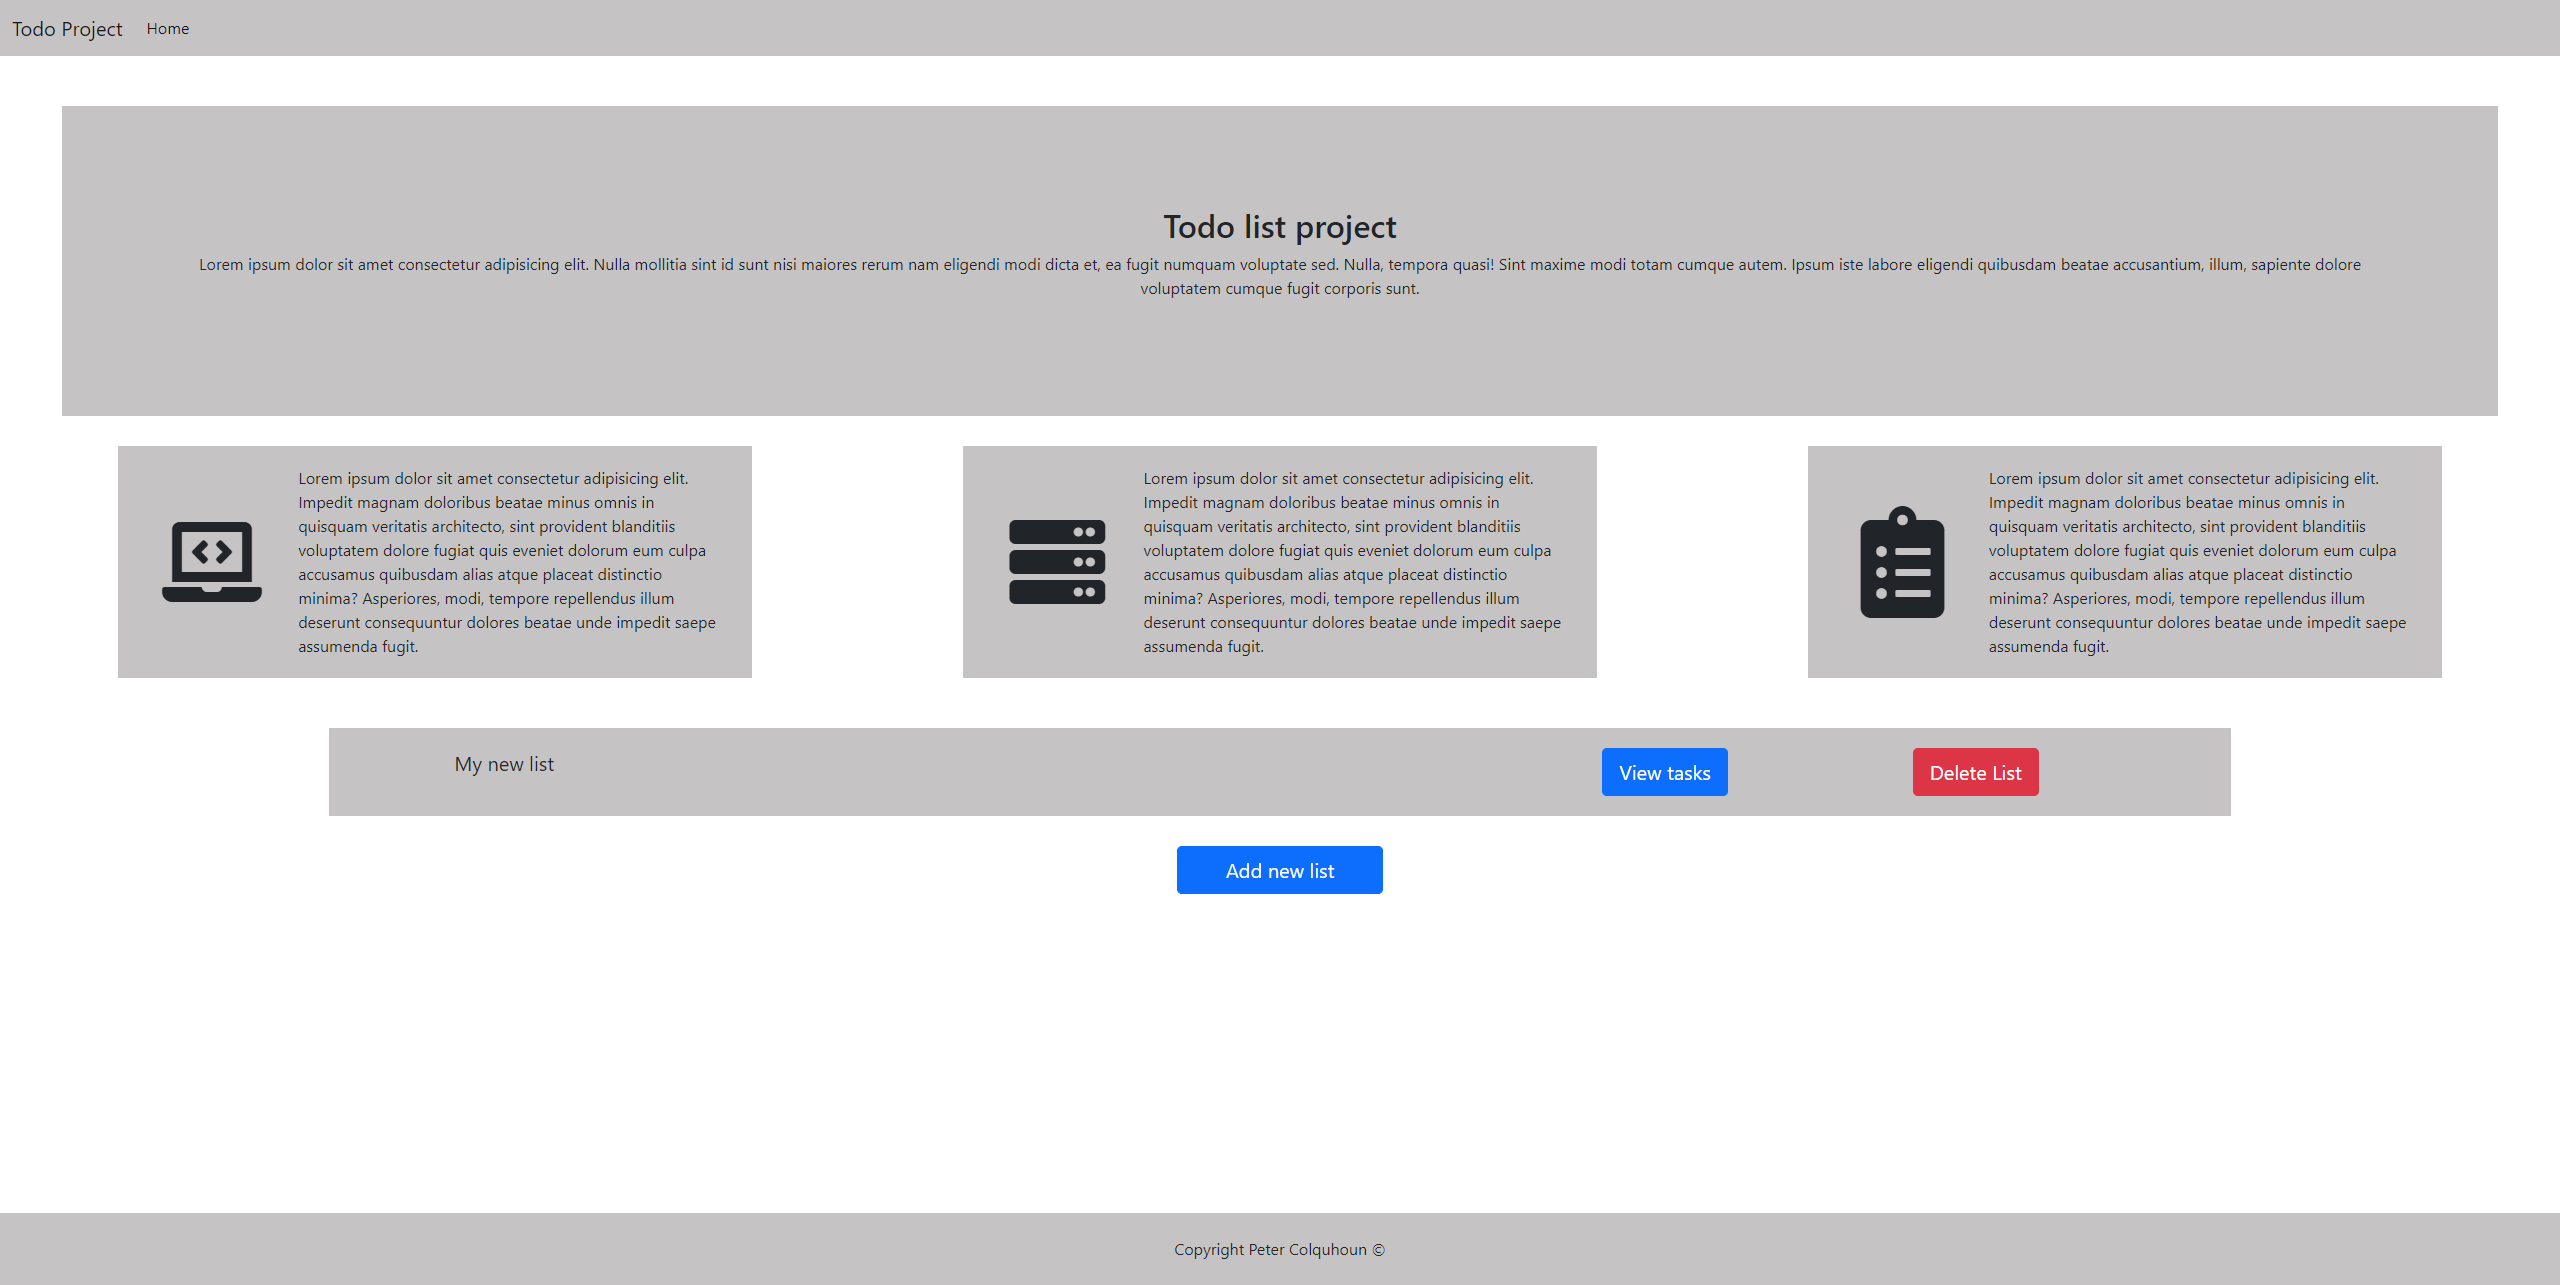 Todo Project Home
Todo list project
Lorem ipsum dolor sit amet consectetur adipisicing elit. Nulla mollitia sint id sunt nisi maiores rerum nam eligendi modi dicta et, ea fugit numquam voluptate sed. Nulla, tempora quasi! Sint maxime modi totam cumque autem. Ipsum iste labore eligendi quibusdam beatae accusantium, illum, sapiente dolore
voluptatem cumque fugit corporis sunt.
Lorem ipsum dolor sit amet consectetur adipisicing elit.
Impedit magnam doloribus beatae minus omnis in
quisquam veritatis architecto, sint provident blanditiis
voluptatem dolore fugiat quis eveniet dolorum eum culpa
accusamus quibusdam alias atque placeat distinctio
minima? Asperiores, modi, tempore repellendus illum
deserunt consequuntur dolores beatae unde impedit saepe
assumenda fugit.
Lorem ipsum dolor sit amet consectetur adipisicing elit.
Impedit magnam doloribus beatae minus omnis in
quisquam veritatis architecto, sint provident blanditiis
voluptatem dolore fugiat quis eveniet dolorum eum culpa
accusamus quibusdam alias atque placeat distinctio
minima? Asperiores, modi, tempore repellendus illum
deserunt consequuntur dolores beatae unde impedit saepe
assumenda fugit.
Lorem ipsum dolor sit amet consectetur adipisicing elit.
Impedit magnam doloribus beatae minus omnis in
quisquam veritatis architecto, sint provident blanditiis
voluptatem dolore fugiat quis eveniet dolorum eum culpa
accusamus quibusdam alias atque placeat distinctio
minima? Asperiores, modi, tempore repellendus illum
deserunt consequuntur dolores beatae unde impedit saepe
assumenda fugit.
My new list View tasks Delete List
Add new list
Copyright Peter Colquhoun ©